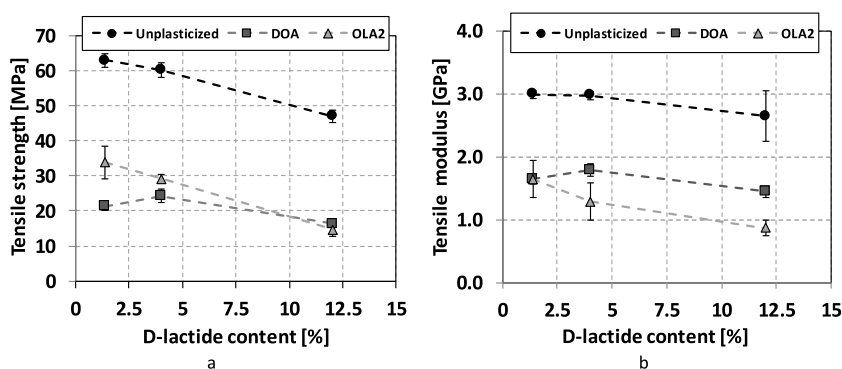 Unplasticized DOA OLA2
Tensile strength [MPa]
70
60
50
40
30
20
10
0
0 2.5 5 7.5 10 12.5 15
D-lactide content [%]
a
Unplasticized DOA OLA2
Tensile modulus [GPa]
4.0
3.0
2.0
1.0
0.0
0 2.5 5 7.5 10 12.5 15
D-lactide content [%]
b